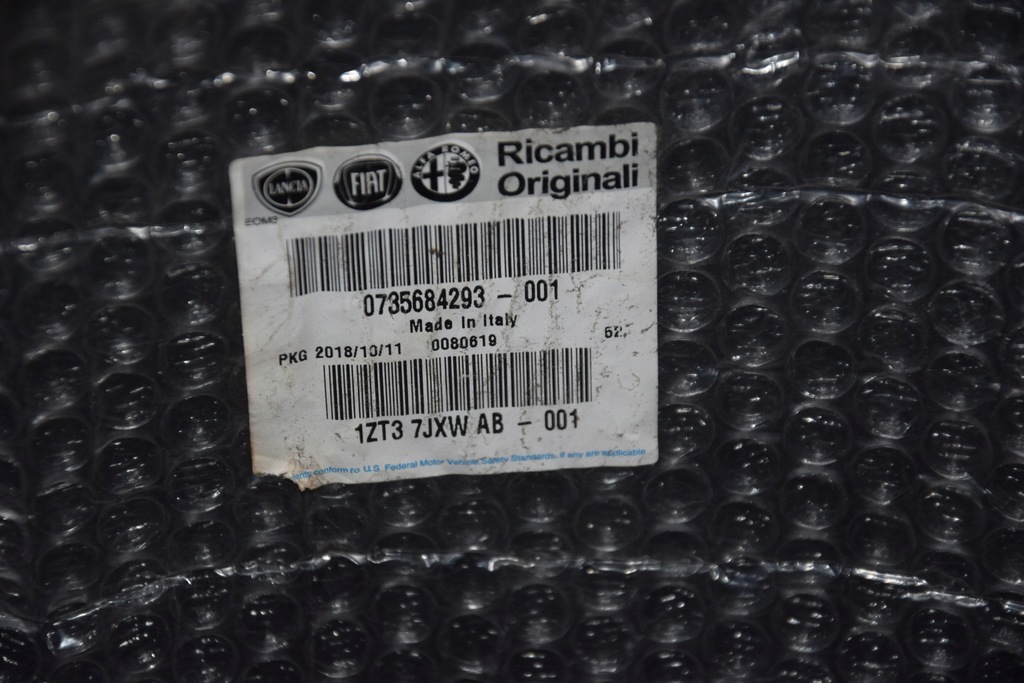 LANCIA FIAT ALFA ROMEO Ricambi
Originali
0735684293 - 001
Made In Italy
PKG 2018/10/11 0080619 62.
1ZT3 7JXW AB - 001
conform to U.S. Federal Motor Vehicle Safety Standards. if any are applicable